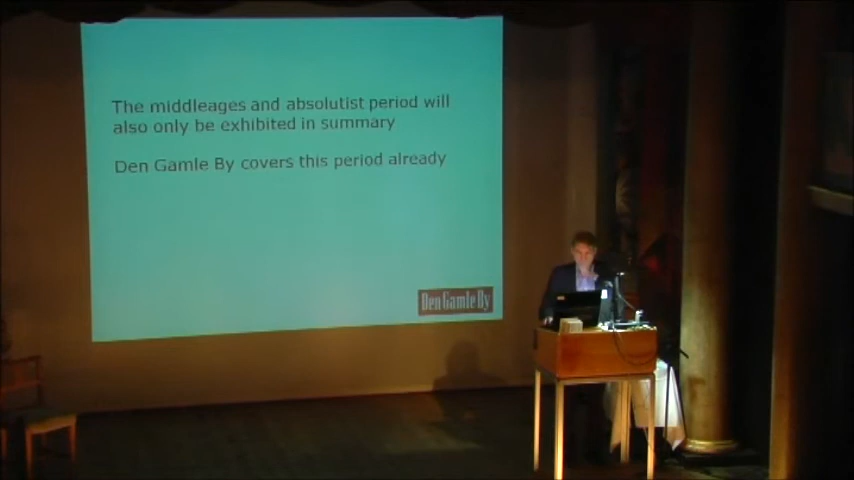 The middleages and absolutist period will
also only be exhibited in summary
Den Gamle By covers this period already
Den Gamle By